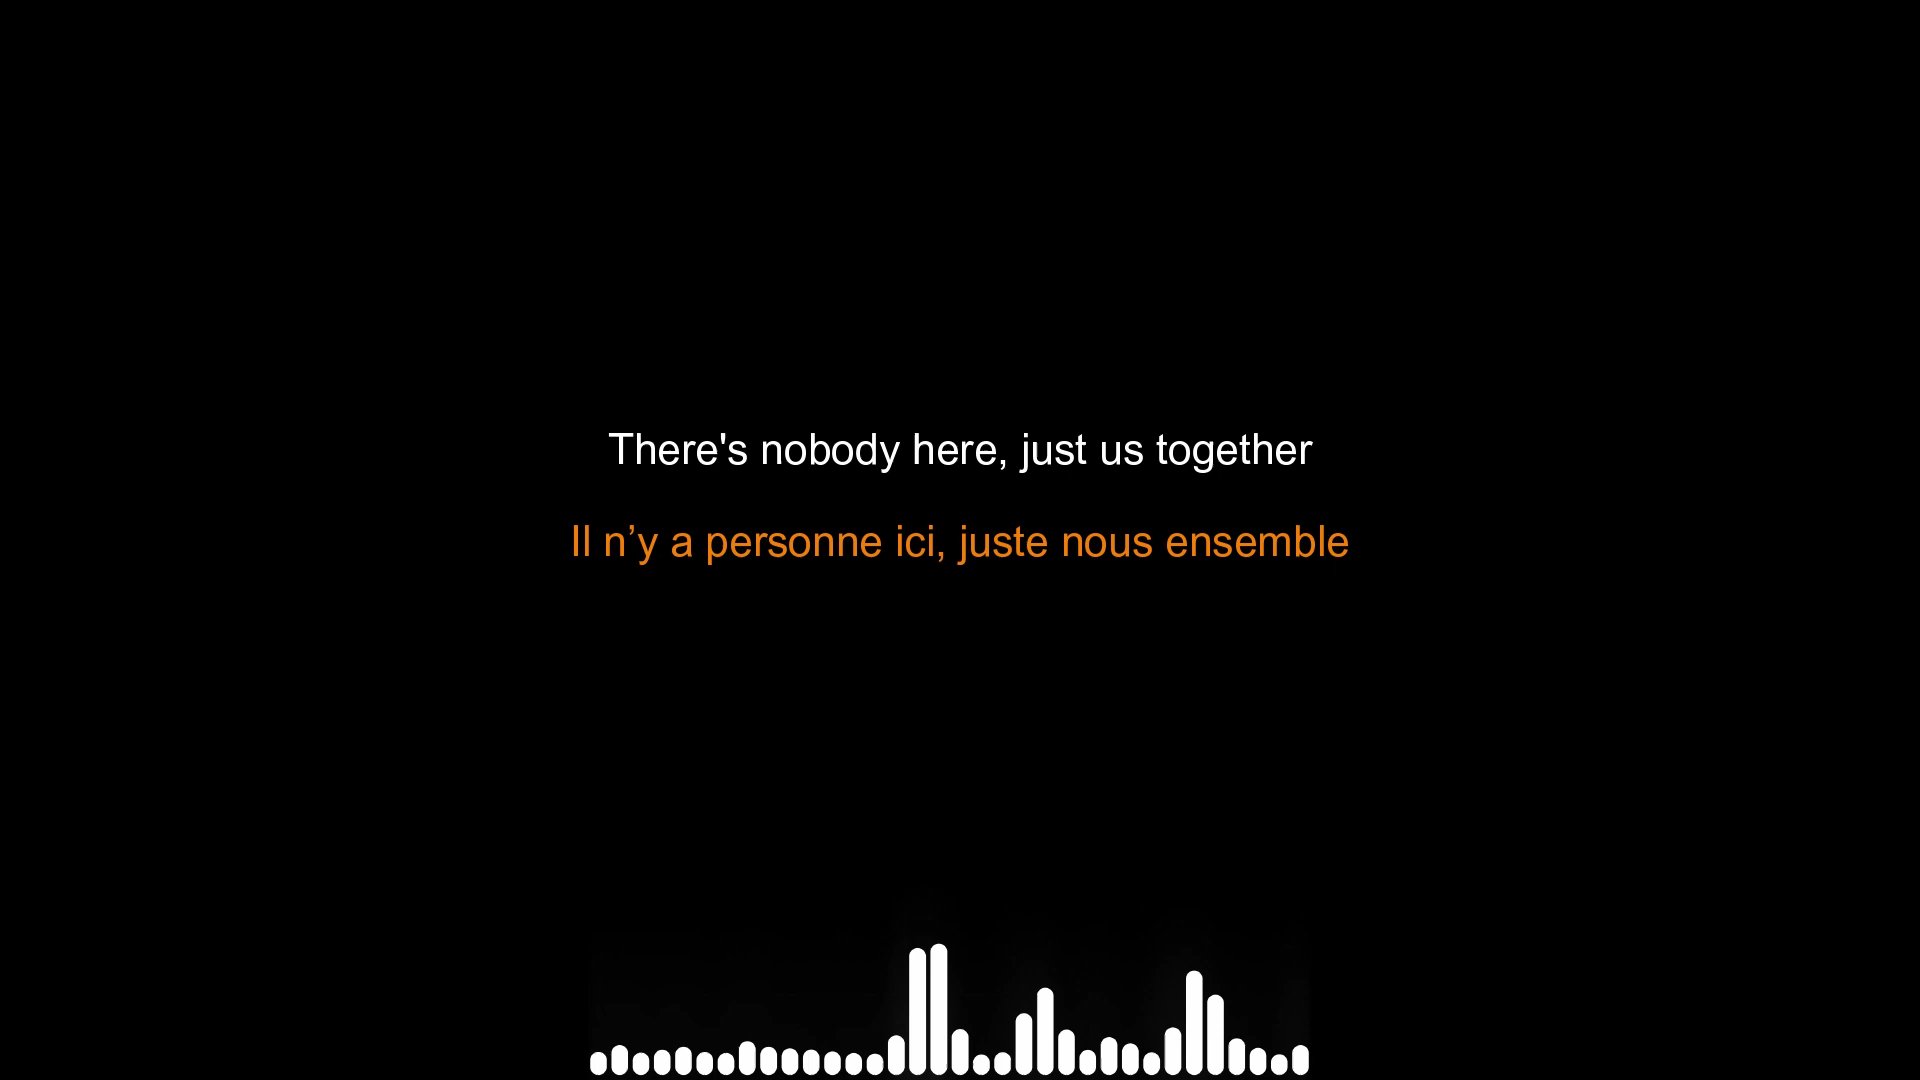 There's nobody here, just us together
Il n’y a personne ici, juste nous ensemble